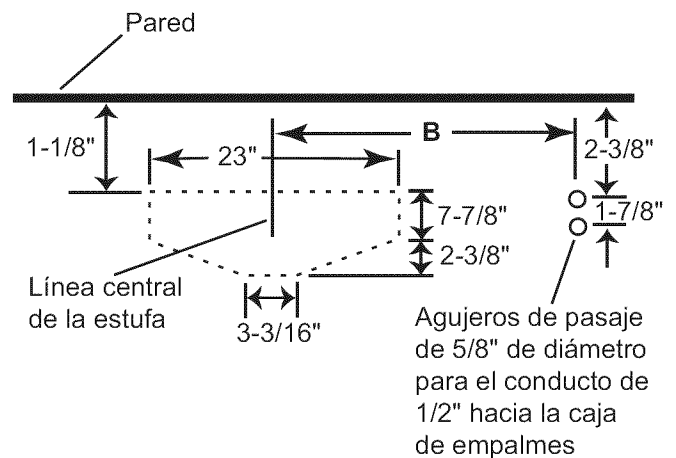 Pared
1-1/8"
23"
B
2-3/8"
7-7/8"
1-7/8"
2-3/8"
Línea central
de la estufa
3-3/16"
Agujeros de pasaje
de 5/8" de diámetro
para el conducto de
1/2" hacia la caja
de empalmes